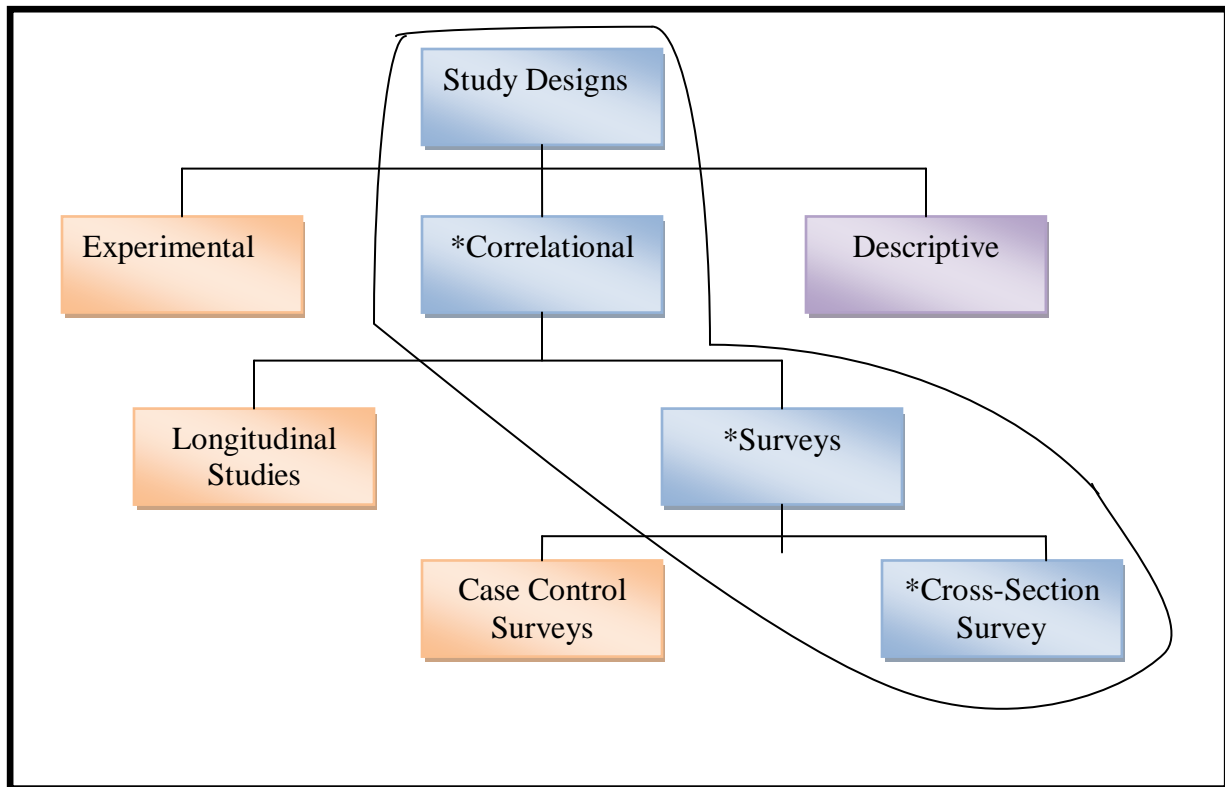 Study Designs
Experimental
*Correlational
Descriptive
Longitudinal
Studies
*Surveys
Case Control
Surveys
*Cross-Section
Survey